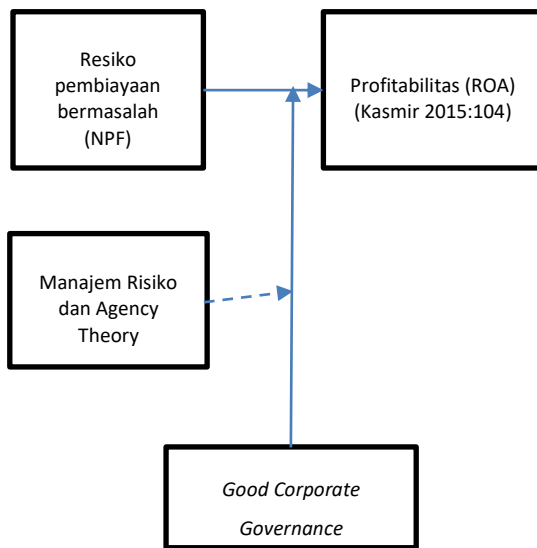 Resiko
pembiayaan
bermasalah
(NPF)
Profitabilitas (ROA)
(Kasmir 2015:104)
Manajem Risiko
dan Agency
Theory
Good Corporate
Governance